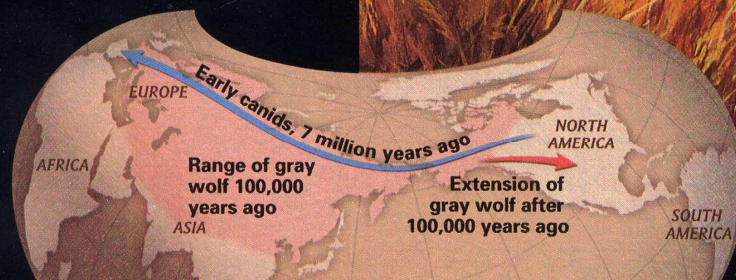 EUROPE
Early canids, 7 million years ago
NORTH
AMERICA
AFRICA
Range of gray
wolf 100,000
years ago
Extension of
gray wolf after
100,000 years ago
ASIA
SOUTH
AMERICA